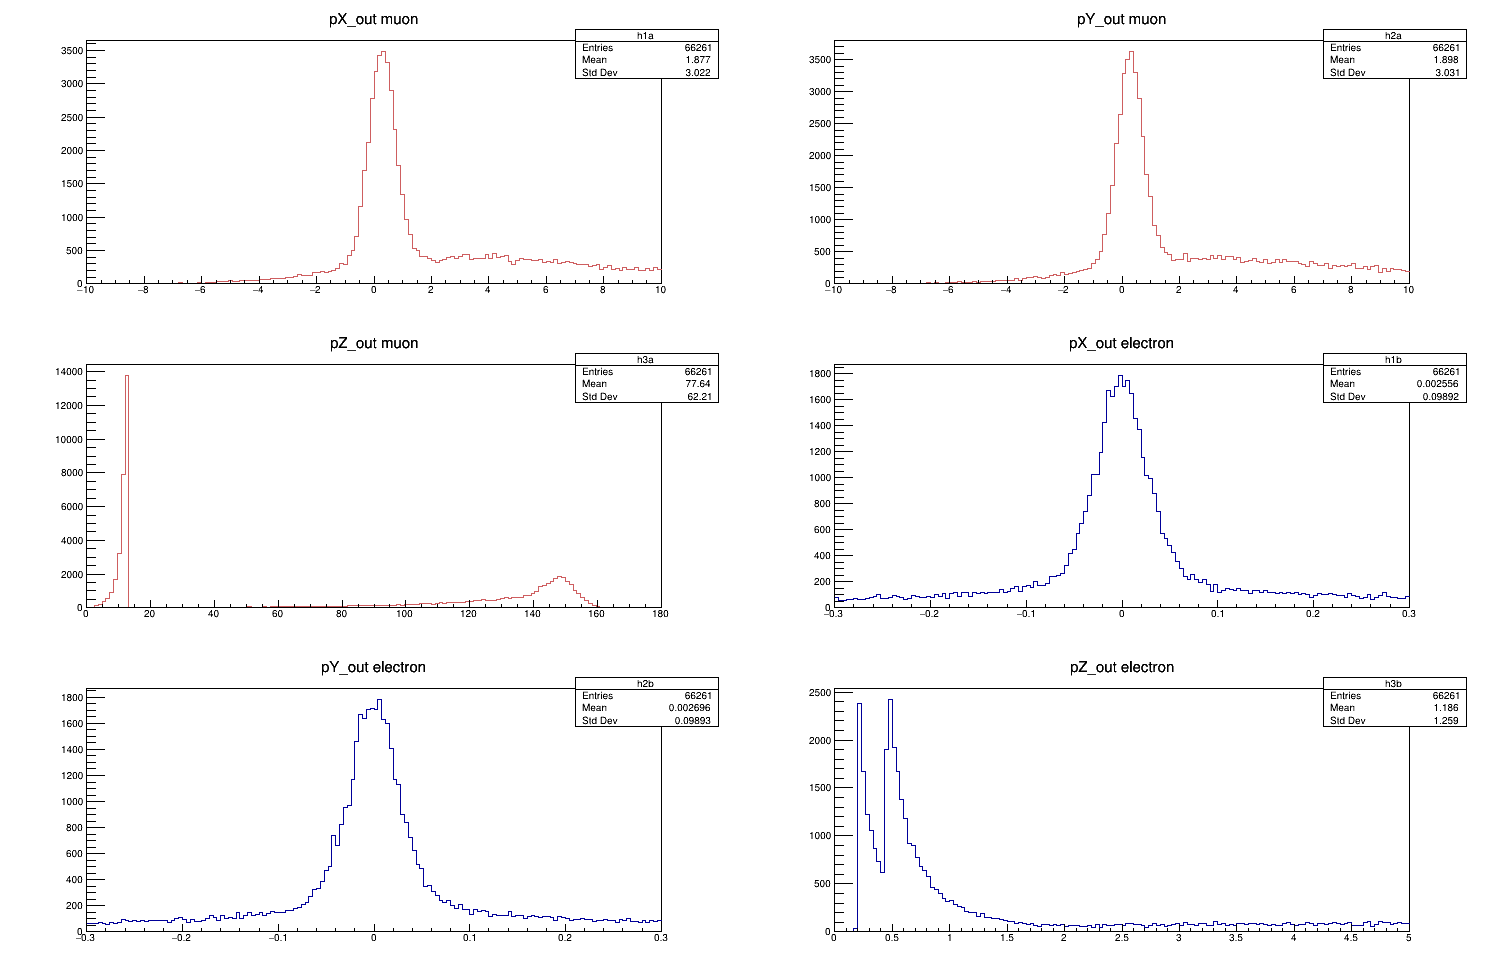 pX_out muon
h1a
Entries 66261
Mean 1.877
Std Dev 3.022
3500
3000
2500
2000
1500
1000
500
0
−10 −8 −6 −4 −2 0 2 4 6 8 10
pY_out muon
h2a
Entries 66261
Mean 1.898
Std Dev 3.031
3500
3000
2500
2000
1500
1000
500
0
−10 −8 −6 −4 −2 0 2 4 6 8 10
pZ_out muon
h3a
Entries 66261
Mean 77.64
Std Dev 62.21
14000
12000
10000
8000
6000
4000
2000
0
0 20 40 60 80 100 120 140 160 180
pX_out electron
h1b
Entries 66261
Mean 0.002556
Std Dev 0.09892
1800
1600
1400
1200
1000
800
600
400
200
0
−0.3 −0.2 −0.1 0 0.1 0.2 0.3
pY_out electron
h2b
Entries 66261
Mean 0.002696
Std Dev 0.09893
1800
1600
1400
1200
1000
800
600
400
200
0
−0.3 −0.2 −0.1 0 0.1 0.2 0.3
pZ_out electron
h3b
Entries 66261
Mean 1.186
Std Dev 1.259
2500
2000
1500
1000
500
0
0 0.5 1 1.5 2 2.5 3 3.5 4 4.5 5